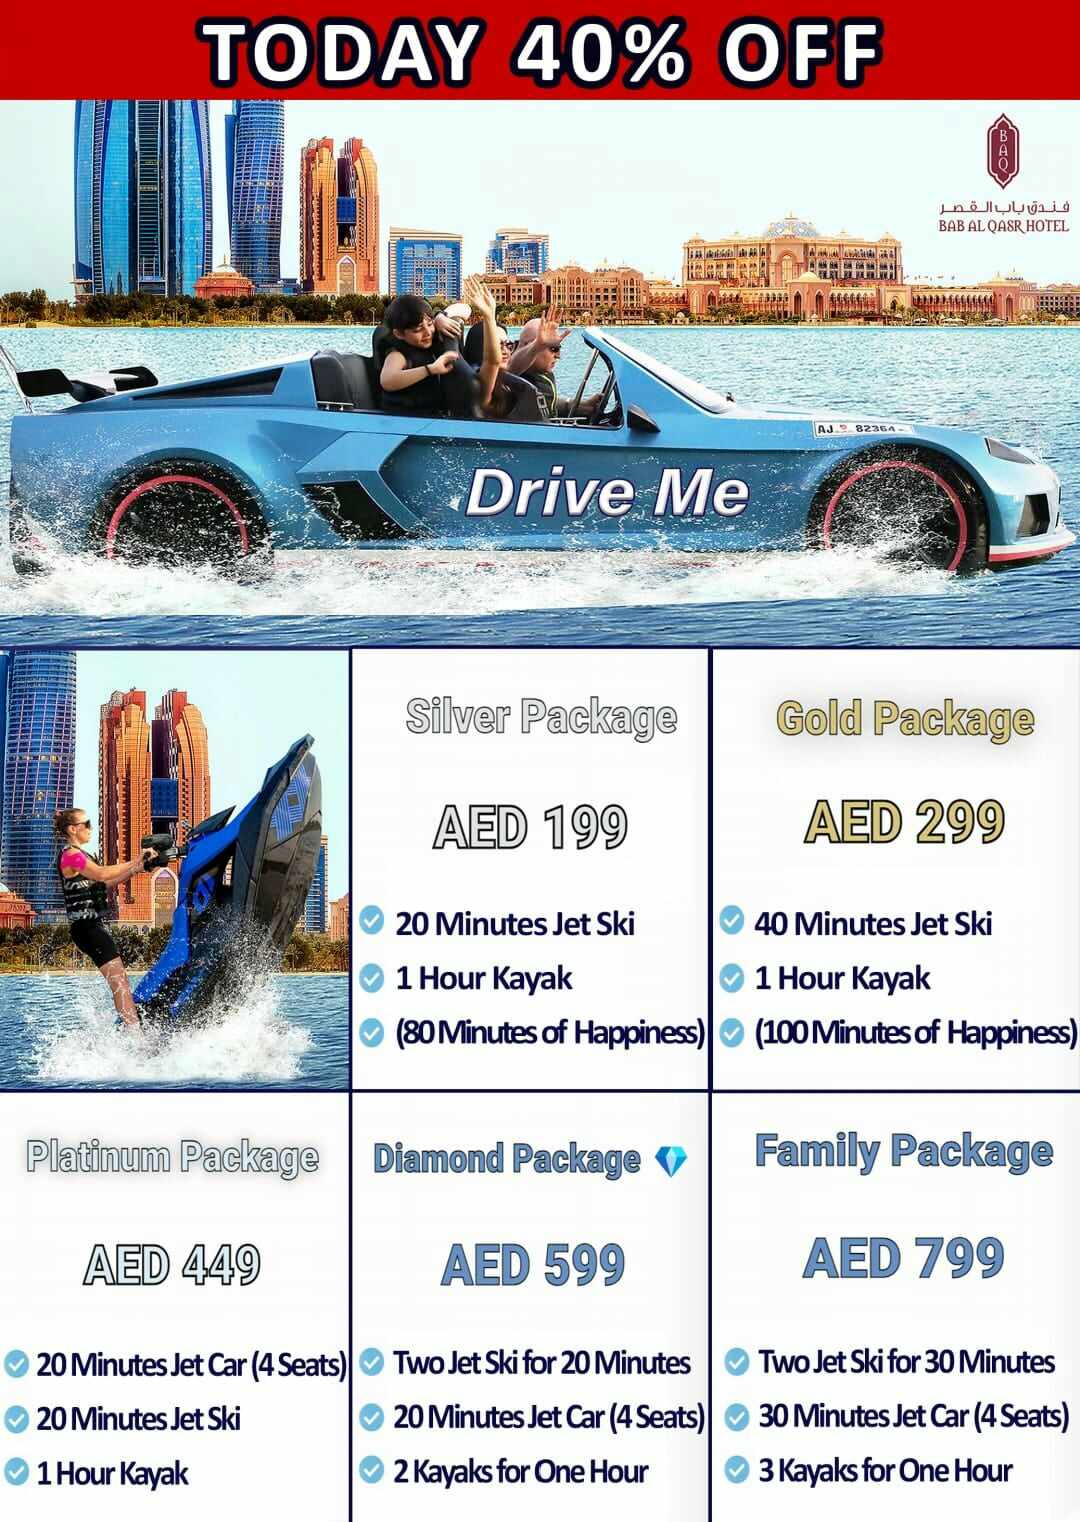 TODAY 40% OFF
BAQ
فندق باب القصر
BAB AL QASR HOTEL
AJ 82364
Drive Me
Silver Package
AED 199
20 Minutes Jet Ski
1 Hour Kayak
(80 Minutes of Happiness)
Gold Package
AED 299
40 Minutes Jet Ski
1 Hour Kayak
(100 Minutes of Happiness)
Platinum Package
AED 449
20 Minutes Jet Car (4 Seats)
20 Minutes Jet Ski
1 Hour Kayak
Diamond Package
AED 599
Two Jet Ski for 20 Minutes
20 Minutes Jet Car (4 Seats)
2 Kayaks for One Hour
Family Package
AED 799
Two Jet Ski for 30 Minutes
30 Minutes Jet Car (4 Seats)
3 Kayaks for One Hour